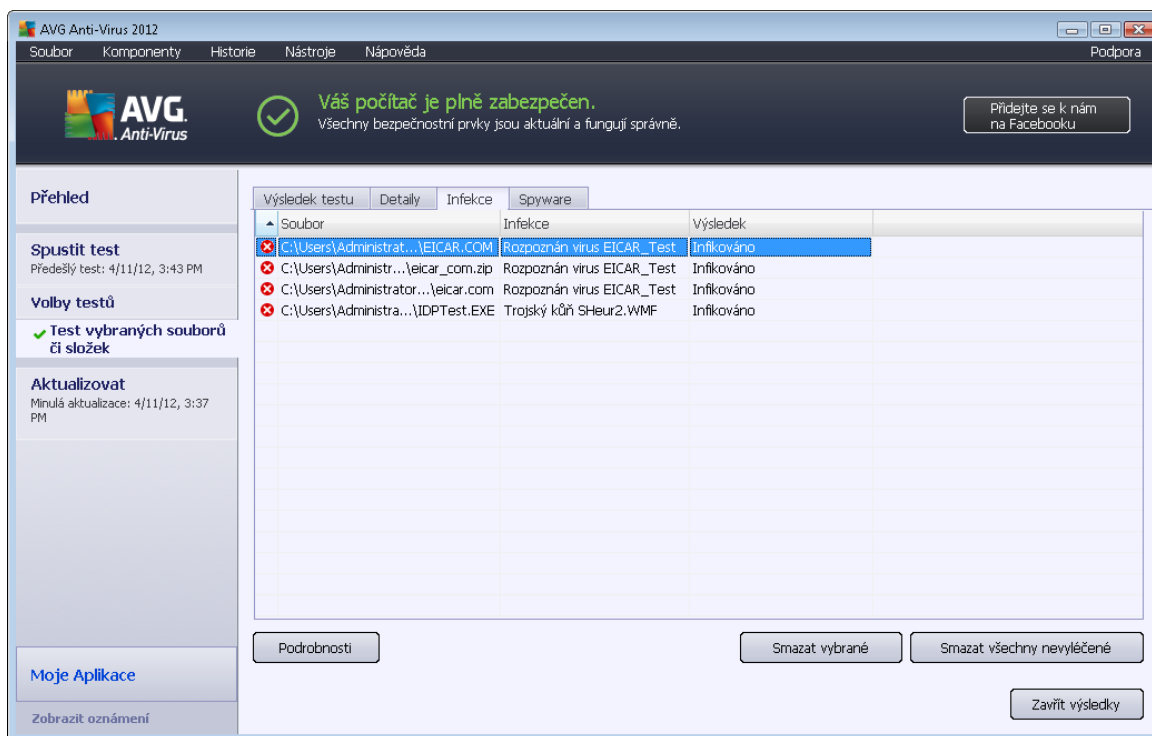 AVG Anti-Virus 2012
Soubor Komponenty Historie Nástroje Nápověda Podpora
AVG.
Anti-Virus
Váš počítač je plně zabezpečen.
Všechny bezpečnostní prvky jsou aktuální a fungují správně.
Přidejte se k nám
na Facebooku
Přehled
Spustit test
Předešlý test: 4/11/12, 3:43 PM
Volby testů
Test vybraných souborů
či složek
Aktualizovat
Minulá aktualizace: 4/11/12, 3:37
PM
Moje Aplikace
Zobrazit oznámení
Výsledek testu Detaily Infekce Spyware
Soubor Infekce Výsledek
C:\Users\Administrat...\EICAR.COM Rozpoznán virus EICAR_Test Infikováno
C:\Users\Administr...\eicar_com.zip Rozpoznán virus EICAR_Test Infikováno
C:\Users\Administrator...\eicar.com Rozpoznán virus EICAR_Test Infikováno
C:\Users\Administra...\IDPTest.EXE Trojský kůň SHeur2.WMF Infikováno
Podrobnosti Smazat vybrané Smazat všechny nevyléčené
Zavřít výsledky